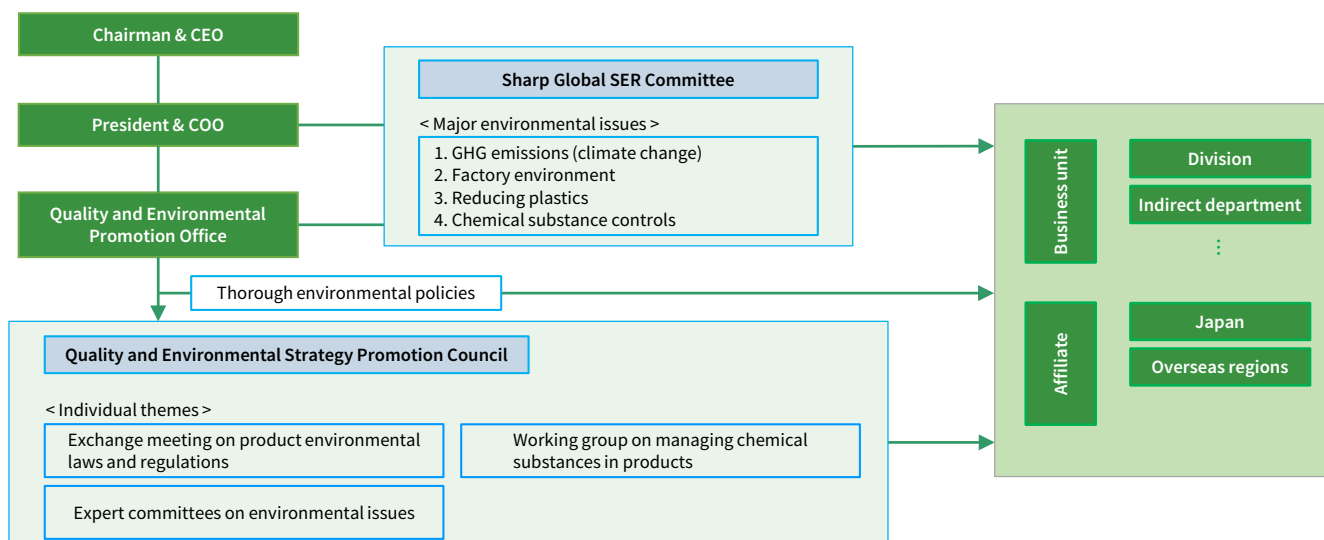 Chairman & CEO
President & COO
Quality and Environmental
Promotion Office
Sharp Global SER Committee
< Major environmental issues >
1. GHG emissions (climate change)
2. Factory environment
3. Reducing plastics
4. Chemical substance controls
Thorough environmental policies
Quality and Environmental Strategy Promotion Council
< Individual themes >
Exchange meeting on product environmental
laws and regulations
Working group on managing chemical
substances in products
Expert committees on environmental issues
Business unit
Division
Indirect department
⋮
Affiliate
Japan
Overseas regions